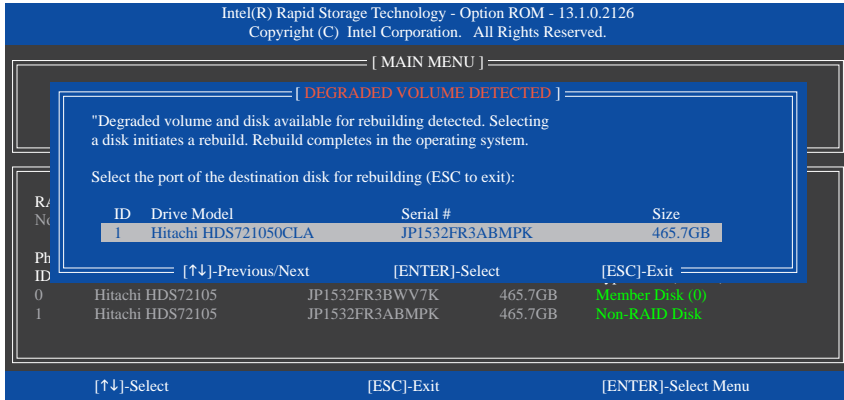 Intel(R) Rapid Storage Technology - Option ROM - 13.1.0.2126
Copyright (C) Intel Corporation. All Rights Reserved.
[ MAIN MENU ]
[ DEGRADED VOLUME DETECTED ]
"Degraded volume and disk available for rebuilding detected. Selecting
a disk initiates a rebuild. Rebuild completes in the operating system.
Select the port of the destination disk for rebuilding (ESC to exit):
ID Drive Model Serial # Size
1 Hitachi HDS721050CLA JP1532FR3ABMPK 465.7GB
[↑↓]-Previous/Next [ENTER]-Select [ESC]-Exit
ID
0 Hitachi HDS72105 JP1532FR3BWV7K 465.7GB Member Disk (0)
1 Hitachi HDS72105 JP1532FR3ABMPK 465.7GB Non-RAID Disk
[↑↓]-Select [ESC]-Exit [ENTER]-Select Menu